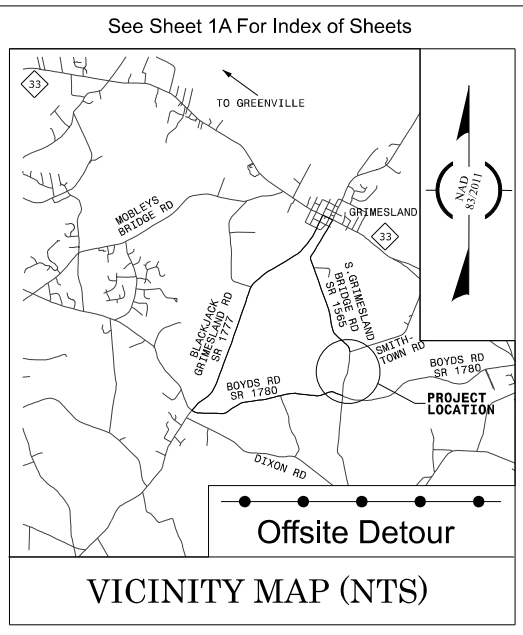 See Sheet 1A For Index of Sheets
33
TO GREENVILLE
NAD
83/2011
MOBLEYS
BRIDGE RD
GRIMESLAND
33
S.GRIMESLAND
BRIDGE RD
SR 1565
BLACKJACK
GRIMESLAND RD
SR 1777
SMITH-
TOWN RD
BOYDS RD
SR 1780
BOYDS RD
SR 1780
PROJECT
LOCATION
DIXON RD
Offsite Detour
VICINITY MAP (NTS)